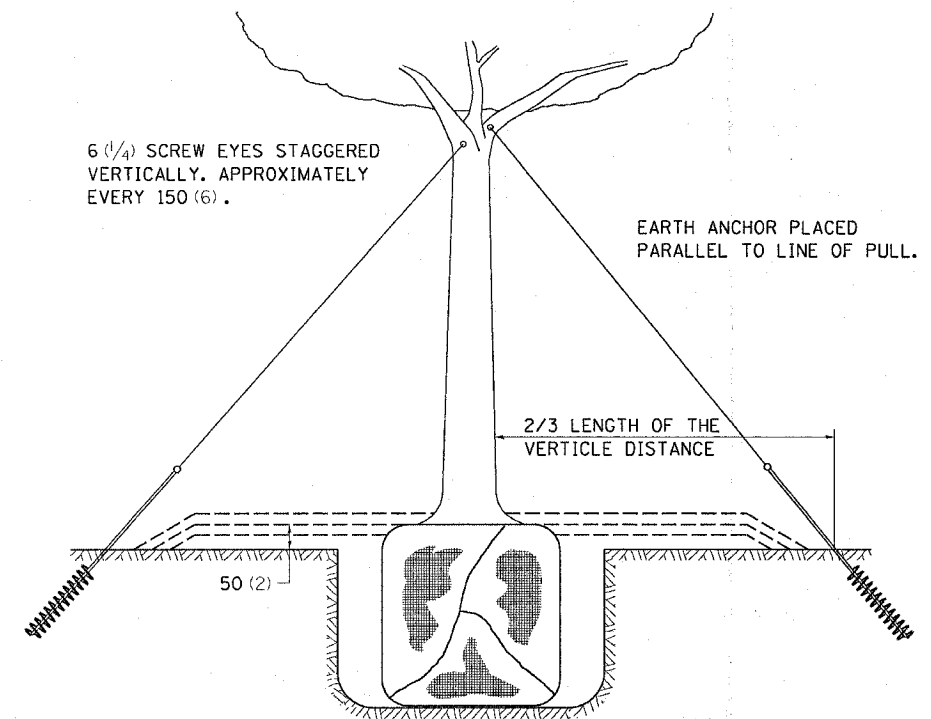 6 (1/4) SCREW EYES STAGGERED
VERTICALLY. APPROXIMATELY
EVERY 150 (6).
EARTH ANCHOR PLACED
PARALLEL TO LINE OF PULL.
2/3 LENGTH OF THE
VERTICLE DISTANCE
50 (2)